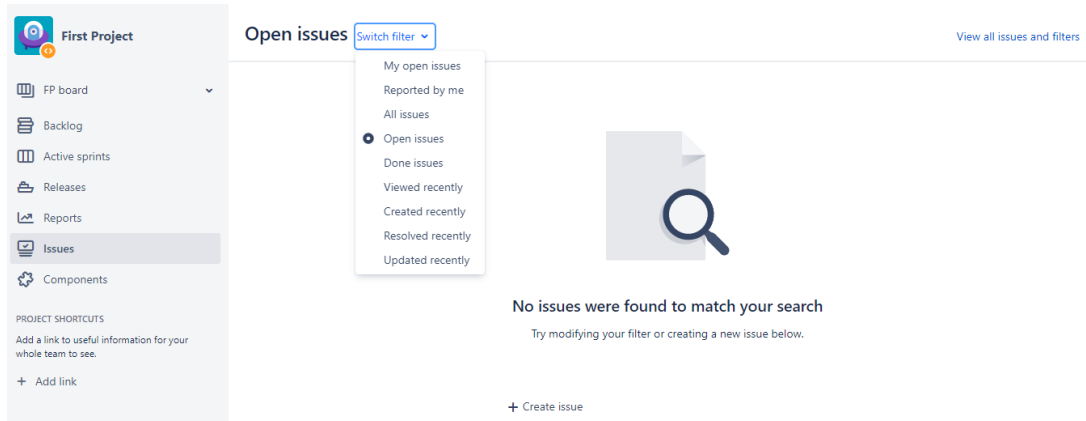 First Project
FP board
Backlog
Active sprints
Releases
Reports
Issues
Components
PROJECT SHORTCUTS
Add a link to useful information for your
whole team to see.
+ Add link
Open issues Switch filter
View all issues and filters
My open issues
Reported by me
All issues
Open issues
Done issues
Viewed recently
Created recently
Resolved recently
Updated recently
No issues were found to match your search
Try modifying your filter or creating a new issue below.
+ Create issue